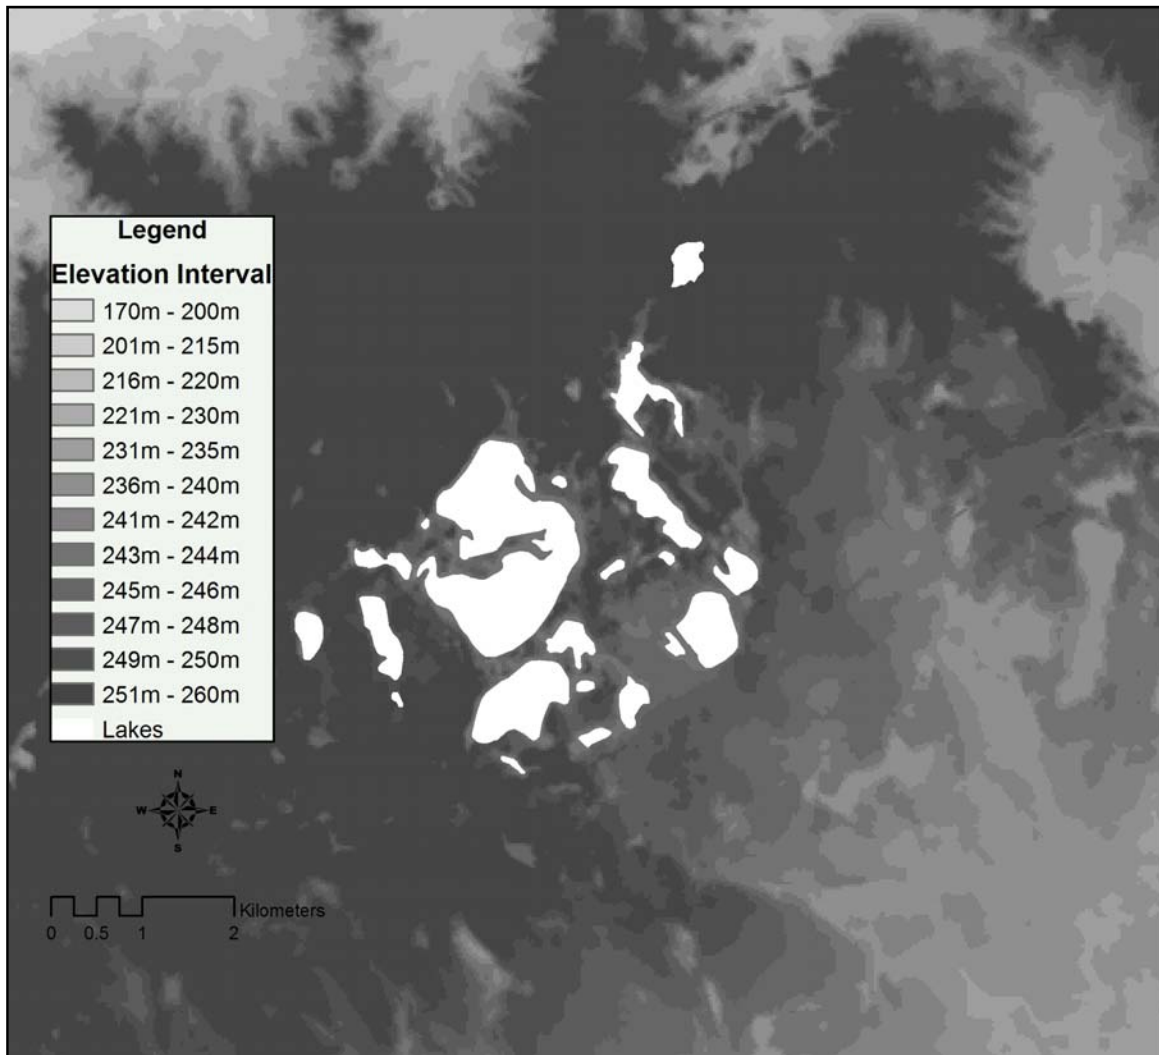 Legend
Elevation Interval
170m - 200m
201m - 215m
216m - 220m
221m - 230m
231m - 235m
236m - 240m
241m - 242m
243m - 244m
245m - 246m
247m - 248m
249m - 250m
251m - 260m
Lakes
N
W E
S
Kilometers
0 0.5 1 2